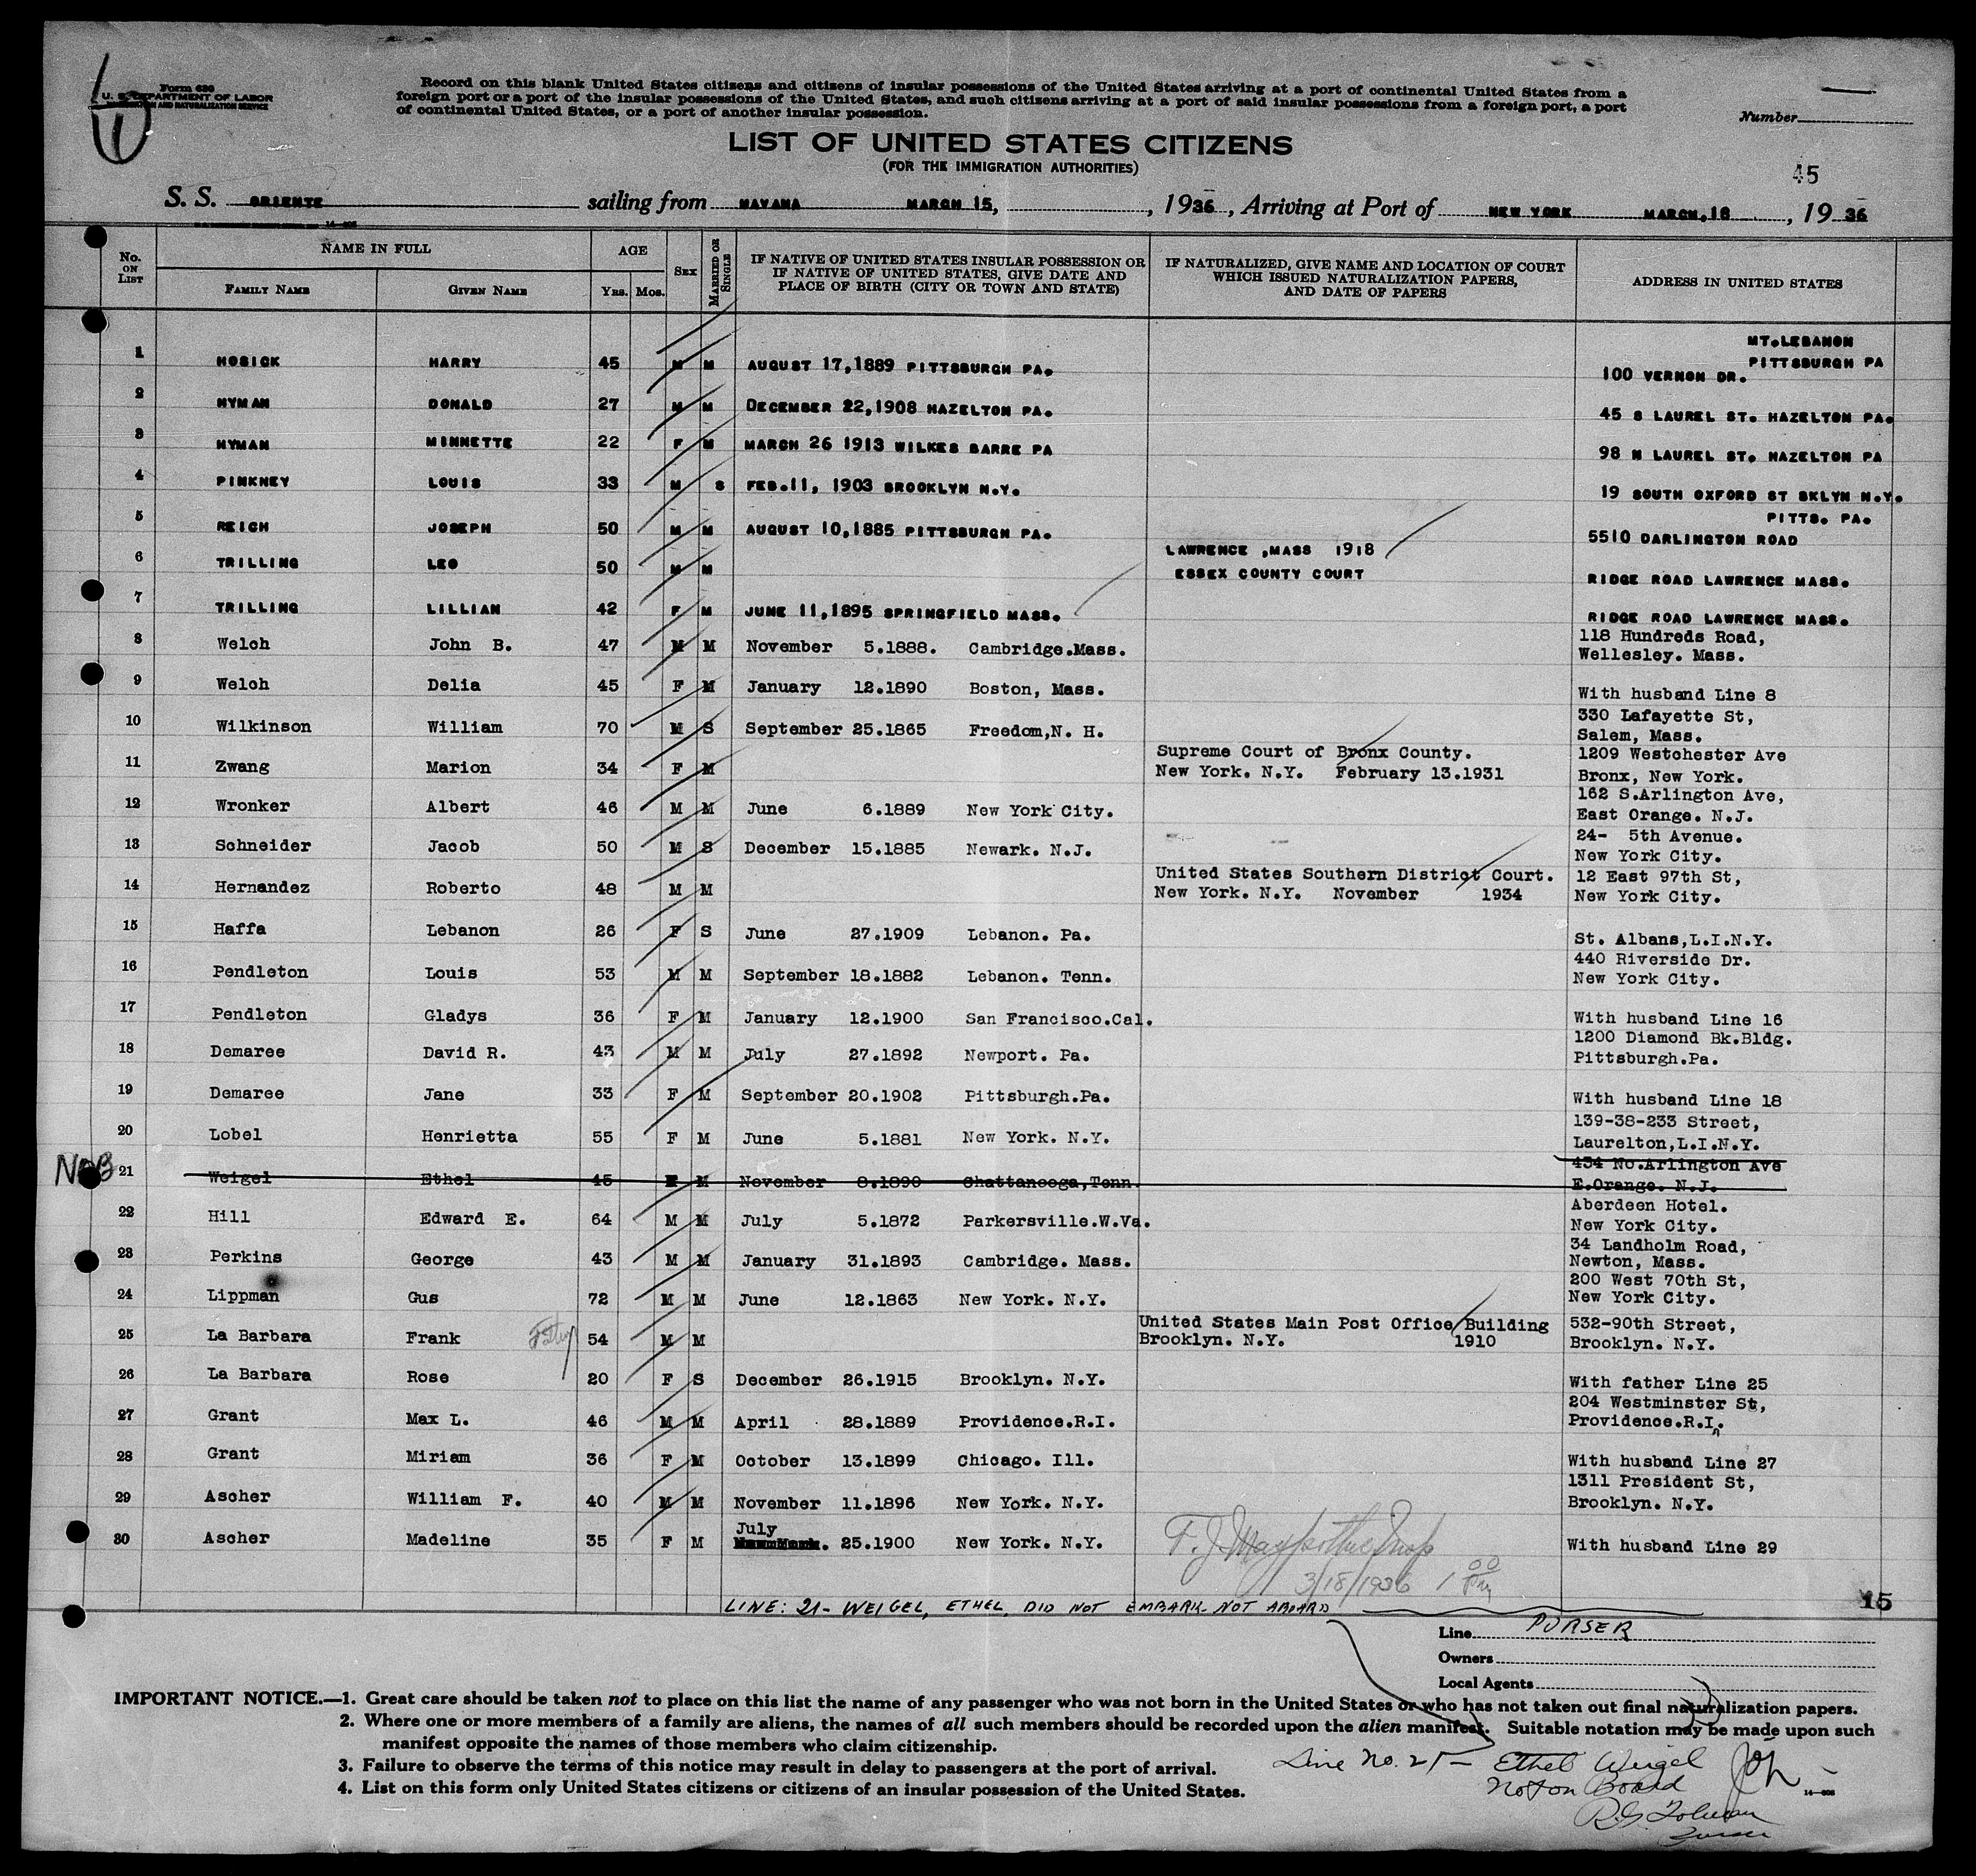 Form 630
U. S. DEPARTMENT OF LABOR
IMMIGRATION AND NATURALIZATION SERVICE
1
Record on this blank United States citizens and citizens of insular possessions of the United States arriving at a port of continental United States from a
foreign port or a port of the insular possessions of the United States, and such citizens arriving at a port of said insular possessions from a foreign port, a port
of continental United States, or a port of another insular possession.
Number
LIST OF UNITED STATES CITIZENS
(FOR THE IMMIGRATION AUTHORITIES)
45
S. S. ORIENTE sailing from HAVANA MARCH 15, , 1936 , Arriving at Port of NEW YORK MARCH,18 , 19 36
No. ON LIST NAME IN FULL AGE SEX MARRIED OR SINGLE IF NATIVE OF UNITED STATES INSULAR POSSESSION OR IF NATIVE OF UNITED STATES, GIVE DATE AND PLACE OF BIRTH (CITY OR TOWN AND STATE) IF NATURALIZED, GIVE NAME AND LOCATION OF COURT WHICH ISSUED NATURALIZATION PAPERS, AND DATE OF PAPERS ADDRESS IN UNITED STATES
FAMILY NAME GIVEN NAME YRS. MOS.
MT.LEBANON
PITTSBURGH PA
1 HOSICK HARRY 45 M M AUGUST 17,1889 PITTSBURGH PA. 100 VERNON DR.
2 HYMAN DONALD 27 M M DECEMBER 22,1908 HAZELTON PA. 45 S LAUREL ST. HAZELTON PA.
3 HYMAN MINNETTE 22 F M MARCH 26 1913 WILKES BARRE PA 98 N LAUREL ST. HAZELTON PA
4 PINKNEY LOUIS 33 M S FEB.11, 1903 BROOKLYN N.Y. 19 SOUTH OXFORD ST BKLYN N.Y.
PITTS. PA.
5 REICH JOSEPH 50 M M AUGUST 10,1885 PITTSBURGH PA. 5510 DARLINGTON ROAD
LAWRENCE ,MASS 1918
6 TRILLING LEO 50 M M ESSEX COUNTY COURT RIDGE ROAD LAWRENCE MASS.
7 TRILLING LILLIAN 42 F M JUNE 11,1895 SPRINGFIELD MASS. RIDGE ROAD LAWRENCE MASS.
8 Welch John B. 47 M M November 5.1888. Cambridge.Mass. 118 Hundreds Road,
Wellesley. Mass.
9 Welch Delia 45 F M January 12.1890 Boston, Mass. With husband Line 8
10 Wilkinson William 70 M S September 25.1865 Freedom,N. H. 330 Lafayette St,
Salem, Mass.
11 Zwang Marion 34 F M Supreme Court of Bronx County. 1209 Westchester Ave
New York. N.Y. February 13.1931 Bronx, New York.
12 Wronker Albert 46 M M June 6.1889 New York City. 162 S.Arlington Ave,
East Orange. N.J.
13 Schneider Jacob 50 M S December 15.1885 Newark. N.J. 24- 5th Avenue.
New York City.
14 Hernandez Roberto 48 M M United States Southern District Court. 12 East 97th St,
New York. N.Y. November 1934 New York City.
15 Haffa Lebanon 26 F S June 27.1909 Lebanon. Pa. St. Albans,L.I.N.Y.
16 Pendleton Louis 53 M M September 18.1882 Lebanon. Tenn. 440 Riverside Dr.
New York City.
17 Pendleton Gladys 36 F M January 12.1900 San Francisco.Cal. With husband Line 16
18 Demaree David R. 43 M M July 27.1892 Newport. Pa. 1200 Diamond Bk.Bldg.
Pittsburgh.Pa.
19 Demaree Jane 33 F M September 20.1902 Pittsburgh.Pa. With husband Line 18
20 Lobel Henrietta 55 F M June 5.1881 New York. N.Y. 139-38-233 Street,
Laurelton,L.I.N.Y.
NOB 21 Weigel Ethel 45 F M November 8.1890 Chattanooga,Tenn. 434 No.Arlington Ave
E.Orange. N.J.
22 Hill Edward E. 64 M M July 5.1872 Parkersville.W.Va. Aberdeen Hotel.
New York City.
23 Perkins George 43 M M January 31.1893 Cambridge. Mass. 34 Landholm Road,
Newton, Mass.
24 Lippman Gus 72 M M June 12.1863 New York. N.Y. 200 West 70th St,
New York City.
25 La Barbara Frank 54 M M United States Main Post Office Building 532-90th Street,
Brooklyn. N.Y. 1910 Brooklyn. N.Y.
26 La Barbara Rose 20 F S December 26.1915 Brooklyn. N.Y. With father Line 25
27 Grant Max L. 46 M M April 28.1889 Providence.R.I. 204 Westminster St,
Providence.R.I.
28 Grant Miriam 36 F M October 13.1899 Chicago. Ill. With husband Line 27
29 Ascher William F. 40 M M November 11.1896 New York. N.Y. 1311 President St,
Brooklyn. N.Y.
30 Ascher Madeline 35 F M July 25.1900 New York. N.Y. With husband Line 29
3/18/1936 1 00 Pm
LINE: 21- WEIGEL, ETHEL, DID NOT EMBARK- NOT ABOARD
15
Line PURSER
Owners
Local Agents
IMPORTANT NOTICE.—1. Great care should be taken not to place on this list the name of any passenger who was not born in the United States or who has not taken out final naturalization papers.
2. Where one or more members of a family are aliens, the names of all such members should be recorded upon the alien manifest. Suitable notation may be made upon such
manifest opposite the names of those members who claim citizenship.
3. Failure to observe the terms of this notice may result in delay to passengers at the port of arrival.
4. List on this form only United States citizens or citizens of an insular possession of the United States.
Line No. 21 — Ethel Weigel
Not on Board
Purser